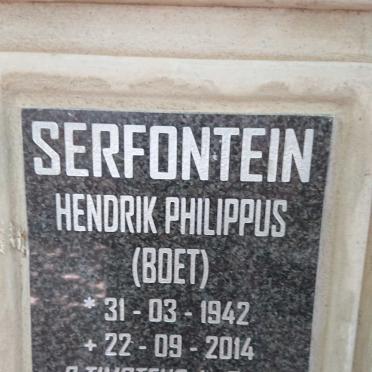 SERFONTEIN
HENDRIK PHILIPPUS
(BOET)
* 31 - 03 - 1942
+ 22 - 09 - 2014